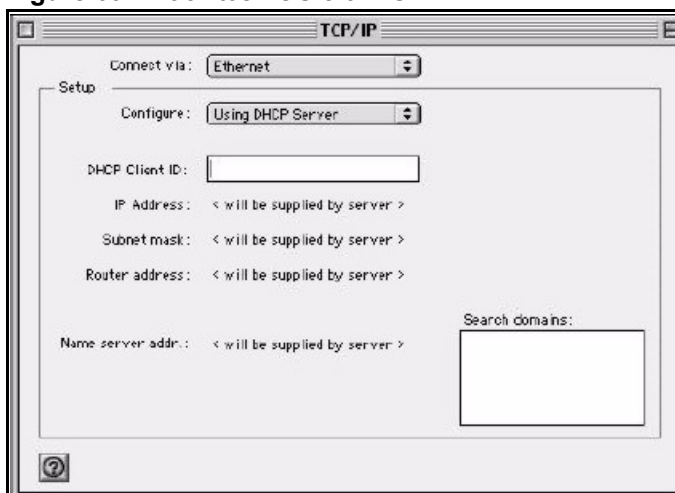 TCP/IP
Connect via: Ethernet
Setup
Configure: Using DHCP Server
DHCP Client ID:
IP Address: < will be supplied by server >
Subnet mask: < will be supplied by server >
Router address: < will be supplied by server >
Search domains:
Name server addr.: < will be supplied by server >
?